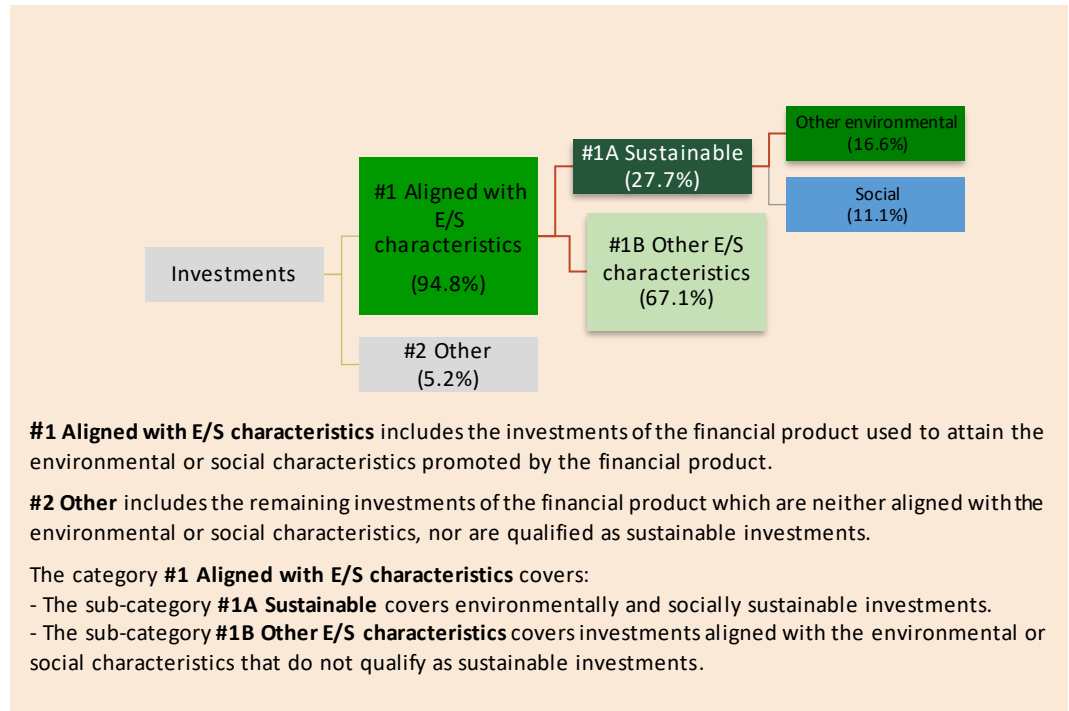 Investments
#1 Aligned with
E/S
characteristics
(94.8%)
#2 Other
(5.2%)
#1A Sustainable
(27.7%)
#1B Other E/S
characteristics
(67.1%)
Other environmental
(16.6%)
Social
(11.1%)
#1 Aligned with E/S characteristics includes the investments of the financial product used to attain the
environmental or social characteristics promoted by the financial product.
#2 Other includes the remaining investments of the financial product which are neither aligned with the
environmental or social characteristics, nor are qualified as sustainable investments.
The category #1 Aligned with E/S characteristics covers:
- The sub-category #1A Sustainable covers environmentally and socially sustainable investments.
- The sub-category #1B Other E/S characteristics covers investments aligned with the environmental or
social characteristics that do not qualify as sustainable investments.